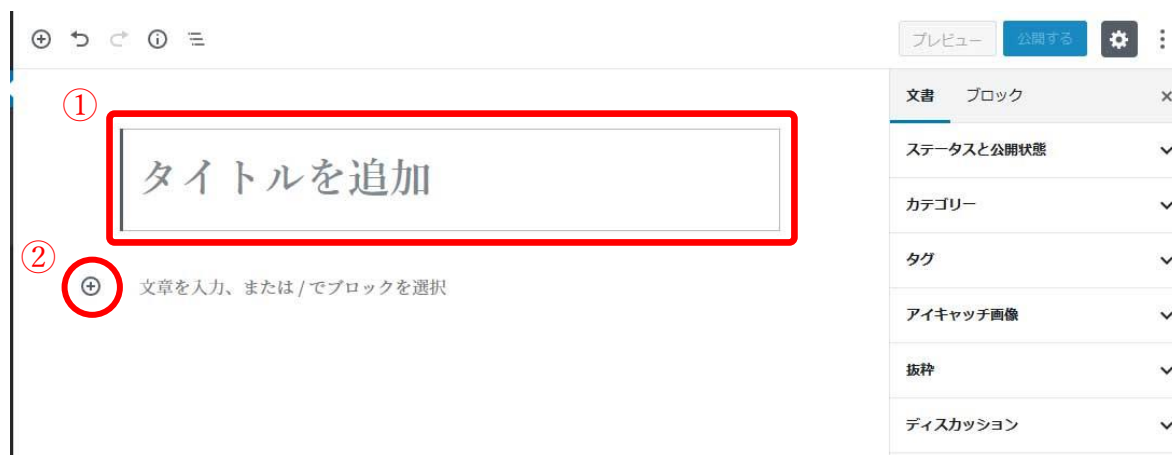 プレビュー 公開する
文書 ブロック
①
ステータスと公開状態
タイトルを追加
カテゴリー
②
タグ
文章を入力、または / でブロックを選択
アイキャッチ画像
抜粋
ディスカッション